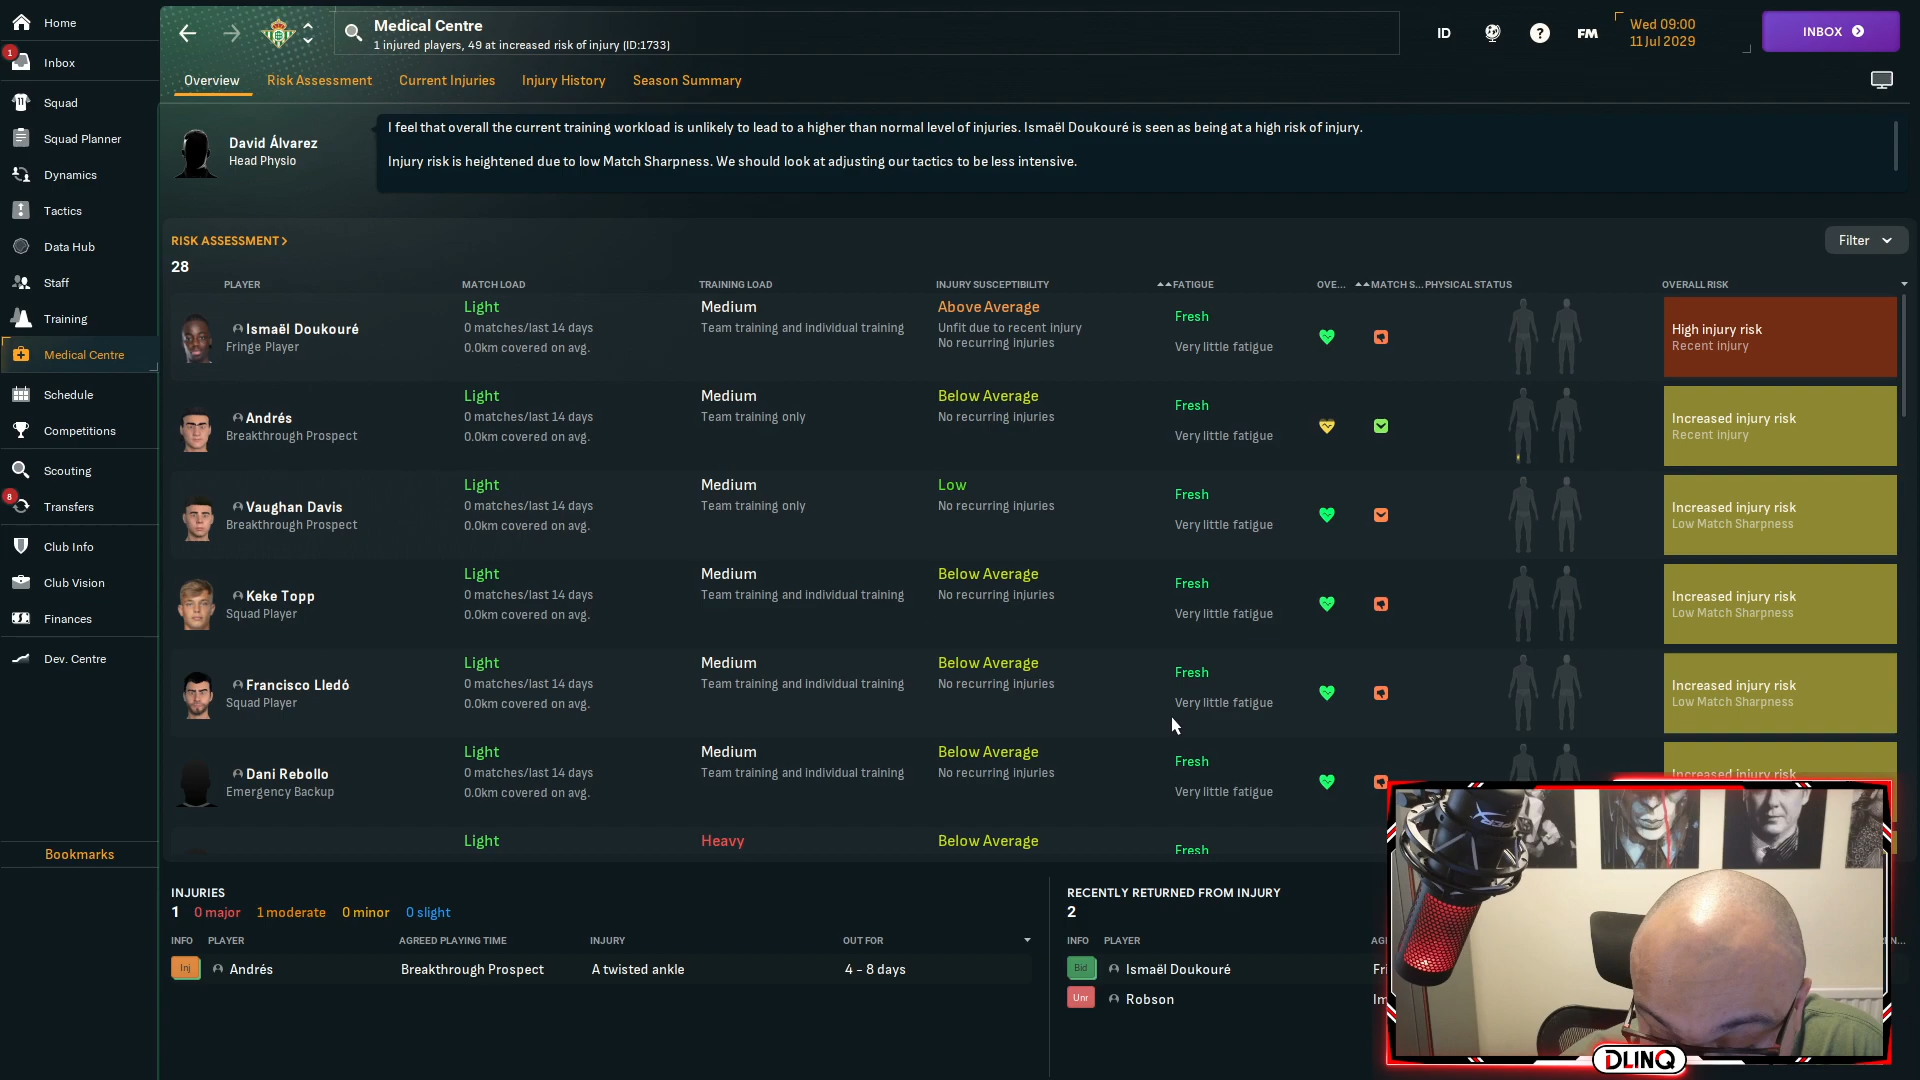 Home
Inbox
1
Squad
Squad Planner
Dynamics
Tactics
Data Hub
Staff
Training
Medical Centre
Schedule
Competitions
Scouting
8
Transfers
Club Info
Club Vision
Finances
Dev. Centre
Bookmarks
Medical Centre
1 injured players, 49 at increased risk of injury (ID:1733)
ID
?
FM
Wed 09:00
11 Jul 2029
INBOX
Overview
Risk Assessment
Current Injuries
Injury History
Season Summary
David Álvarez
Head Physio
I feel that overall the current training workload is unlikely to lead to a higher than normal level of injuries. Ismaël Doukouré is seen as being at a high risk of injury.
Injury risk is heightened due to low Match Sharpness. We should look at adjusting our tactics to be less intensive.
RISK ASSESSMENT >
Filter
28
PLAYER MATCH LOAD TRAINING LOAD INJURY SUSCEPTIBILITY FATIGUE OVE... MATCH S... PHYSICAL STATUS OVERALL RISK
Ismaël Doukouré
Fringe Player
Light
0 matches/last 14 days
0.0km covered on avg.
Medium
Team training and individual training
Above Average
Unfit due to recent injury
No recurring injuries
Fresh
Very little fatigue
High injury risk
Recent injury
Andrés
Breakthrough Prospect
Light
0 matches/last 14 days
0.0km covered on avg.
Medium
Team training only
Below Average
No recurring injuries
Fresh
Very little fatigue
Increased injury risk
Recent injury
Vaughan Davis
Breakthrough Prospect
Light
0 matches/last 14 days
0.0km covered on avg.
Medium
Team training only
Low
No recurring injuries
Fresh
Very little fatigue
Increased injury risk
Low Match Sharpness
Keke Topp
Squad Player
Light
0 matches/last 14 days
0.0km covered on avg.
Medium
Team training and individual training
Below Average
No recurring injuries
Fresh
Very little fatigue
Increased injury risk
Low Match Sharpness
Francisco Lledó
Squad Player
Light
0 matches/last 14 days
0.0km covered on avg.
Medium
Team training and individual training
Below Average
No recurring injuries
Fresh
Very little fatigue
Increased injury risk
Low Match Sharpness
Dani Rebollo
Emergency Backup
Light
0 matches/last 14 days
0.0km covered on avg.
Medium
Team training and individual training
Below Average
No recurring injuries
Fresh
Very little fatigue
Increased injury risk
Light
Heavy
Below Average
Fresh
INJURIES
1 0 major 1 moderate 0 minor 0 slight
INFO PLAYER AGREED PLAYING TIME INJURY OUT FOR
Inj Andrés Breakthrough Prospect A twisted ankle 4 - 8 days
RECENTLY RETURNED FROM INJURY
2
INFO PLAYER
Bid Ismaël Doukouré
Unr Robson
DLINQ